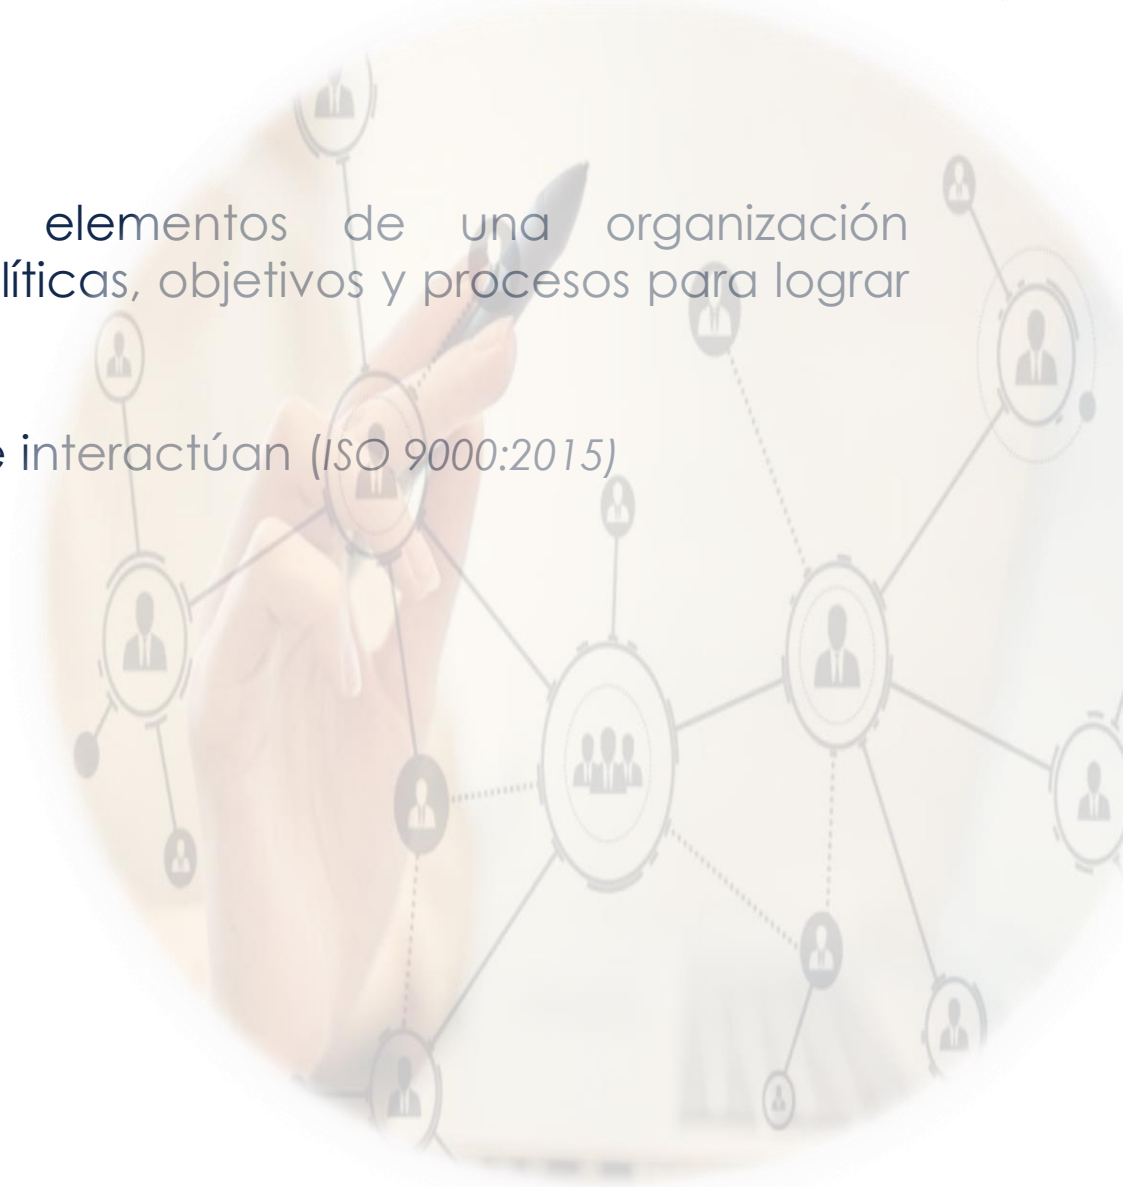 elementos de una organización
líticas, objetivos y procesos para lograr
e interactúan (ISO 9000:2015)